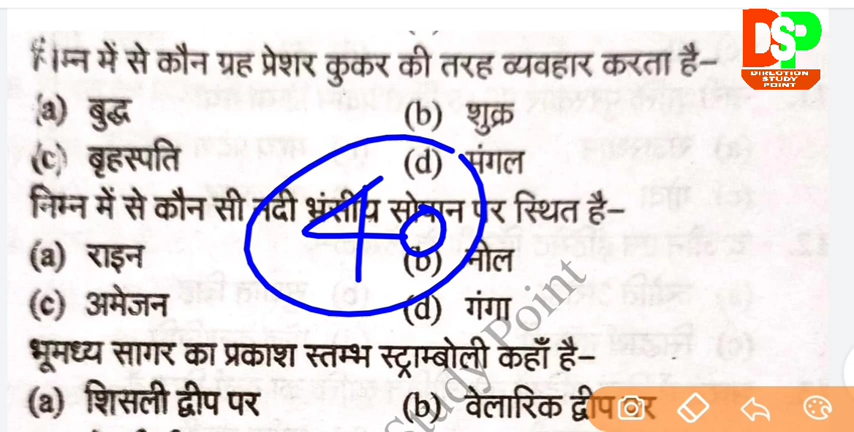 DSP
DIRECTION
STUDY
POINT
निम्न में से कौन ग्रह प्रेशर कुकर की तरह व्यवहार करता है–
(a) बुद्ध (b) शुक्र
(c) बृहस्पति (d) मंगल
निम्न में से कौन सी नदी भ्रंसीय सोपान पर स्थित है–
40
(a) राइन (b) नील
(c) अमेजन (d) गंगा
भूमध्य सागर का प्रकाश स्तम्भ स्ट्राम्बोली कहाँ है–
(a) शिसली द्वीप पर (b) वेलारिक द्वीप पर
Study Point